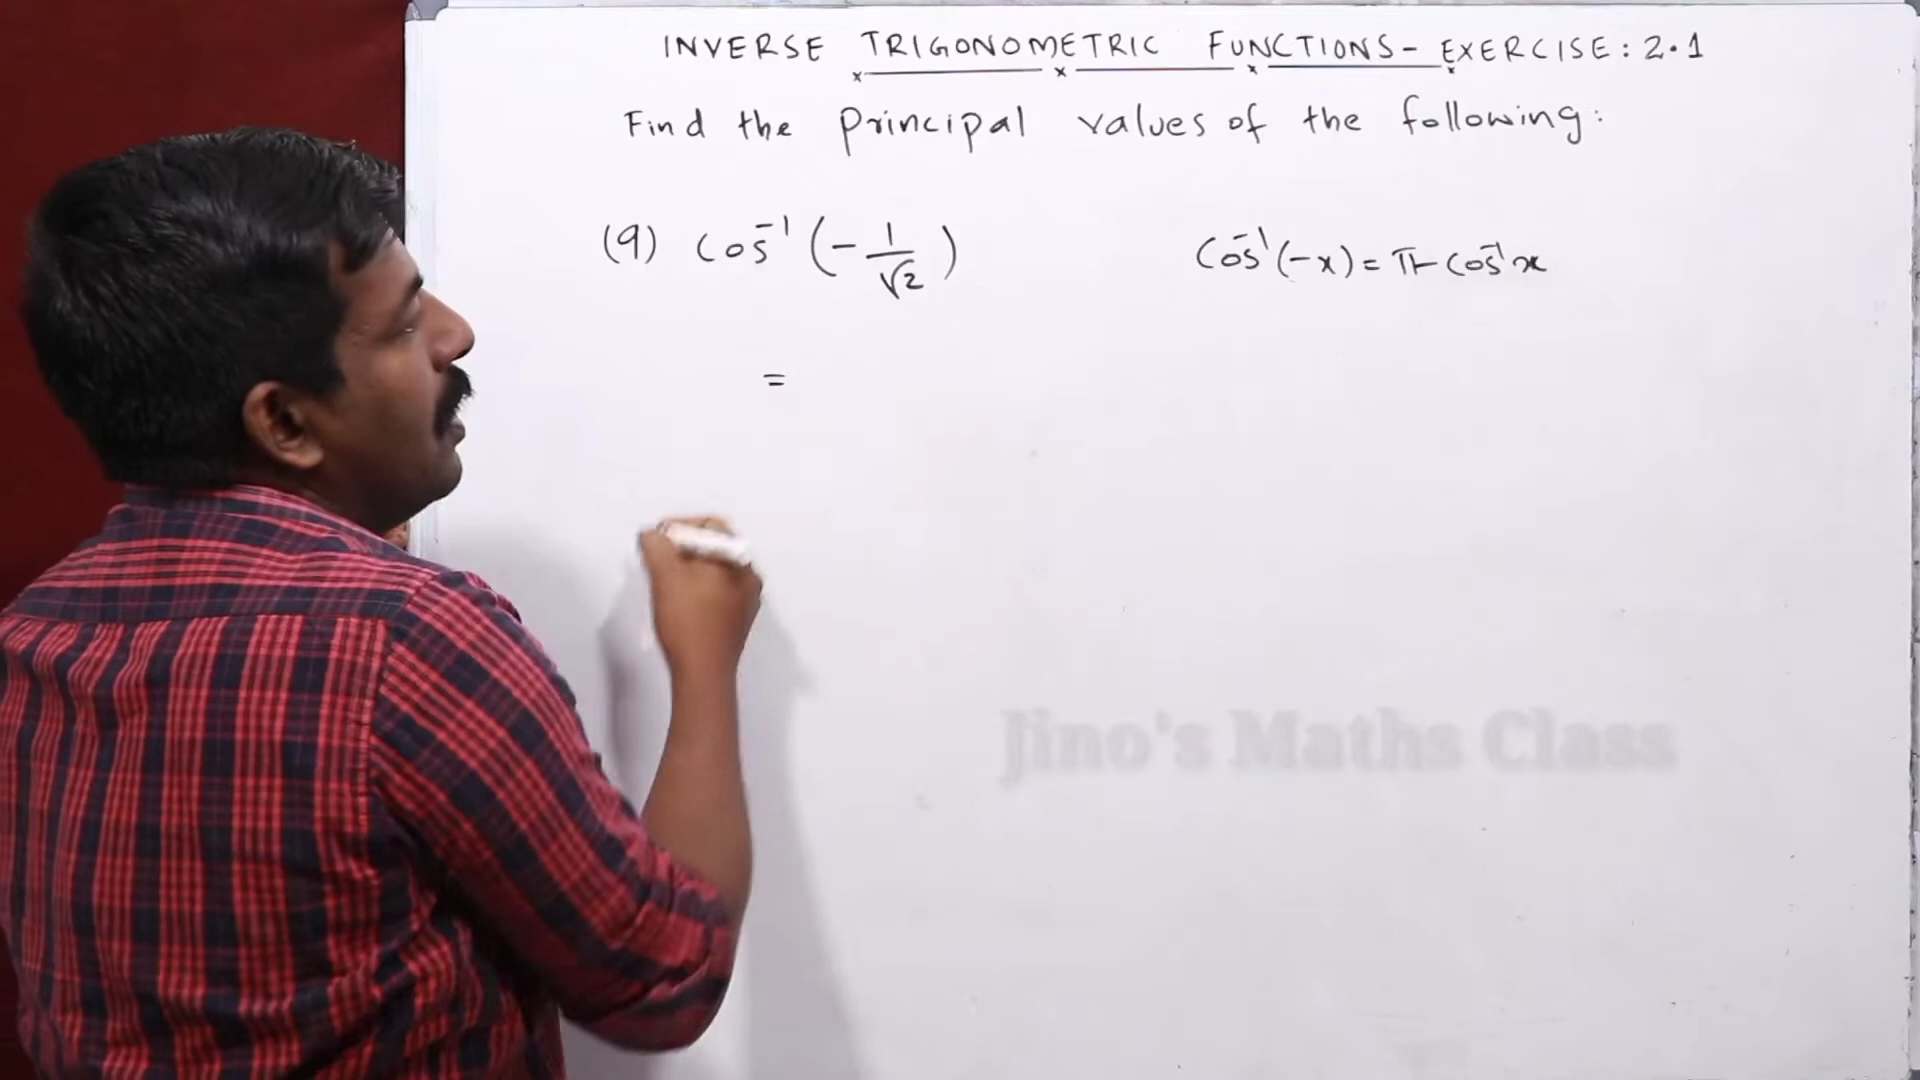 INVERSE TRIGONOMETRIC FUNCTIONS - EXERCISE: 2.1
Find the principal values of the following:
(9) Cos⁻¹(-1/√2)
Cos⁻¹(-x) = π - Cos⁻¹x
=
Jino's Maths Class